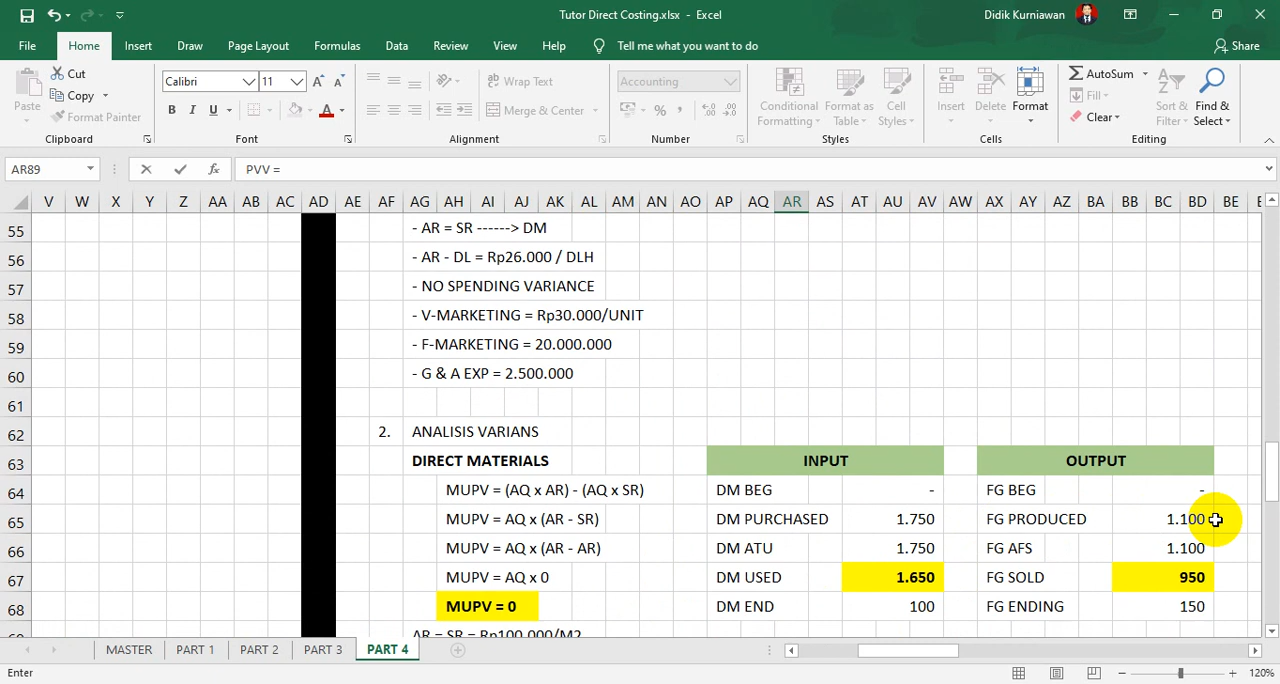 Tutor Direct Costing.xlsx - Excel
Didik Kurniawan
File Home Insert Draw Page Layout Formulas Data Review View Help Tell me what you want to do Share
Paste Cut Copy Format Painter
Calibri 11 A A B I U A
Wrap Text Merge & Center
Accounting % ,
Conditional Formatting Format as Table Cell Styles
Insert Delete Format
AutoSum Fill Clear Sort & Filter Find & Select
Clipboard Font Alignment Number Styles Cells Editing
AR89 fx PVV =
V W X Y Z AA AB AC AD AE AF AG AH AI AJ AK AL AM AN AO AP AQ AR AS AT AU AV AW AX AY AZ BA BB BC BD BE
55 - AR = SR ------> DM
56 - AR - DL = Rp26.000 / DLH
57 - NO SPENDING VARIANCE
58 - V-MARKETING = Rp30.000/UNIT
59 - F-MARKETING = 20.000.000
60 - G & A EXP = 2.500.000
61
62 2. ANALISIS VARIANS
63 DIRECT MATERIALS INPUT OUTPUT
64 MUPV = (AQ x AR) - (AQ x SR) DM BEG - FG BEG -
65 MUPV = AQ x (AR - SR) DM PURCHASED 1.750 FG PRODUCED 1.100
66 MUPV = AQ x (AR - AR) DM ATU 1.750 FG AFS 1.100
67 MUPV = AQ x 0 DM USED 1.650 FG SOLD 950
68 MUPV = 0 DM END 100 FG ENDING 150
AR = SR = Rp100.000/M2
MASTER PART 1 PART 2 PART 3 PART 4
Enter 120%